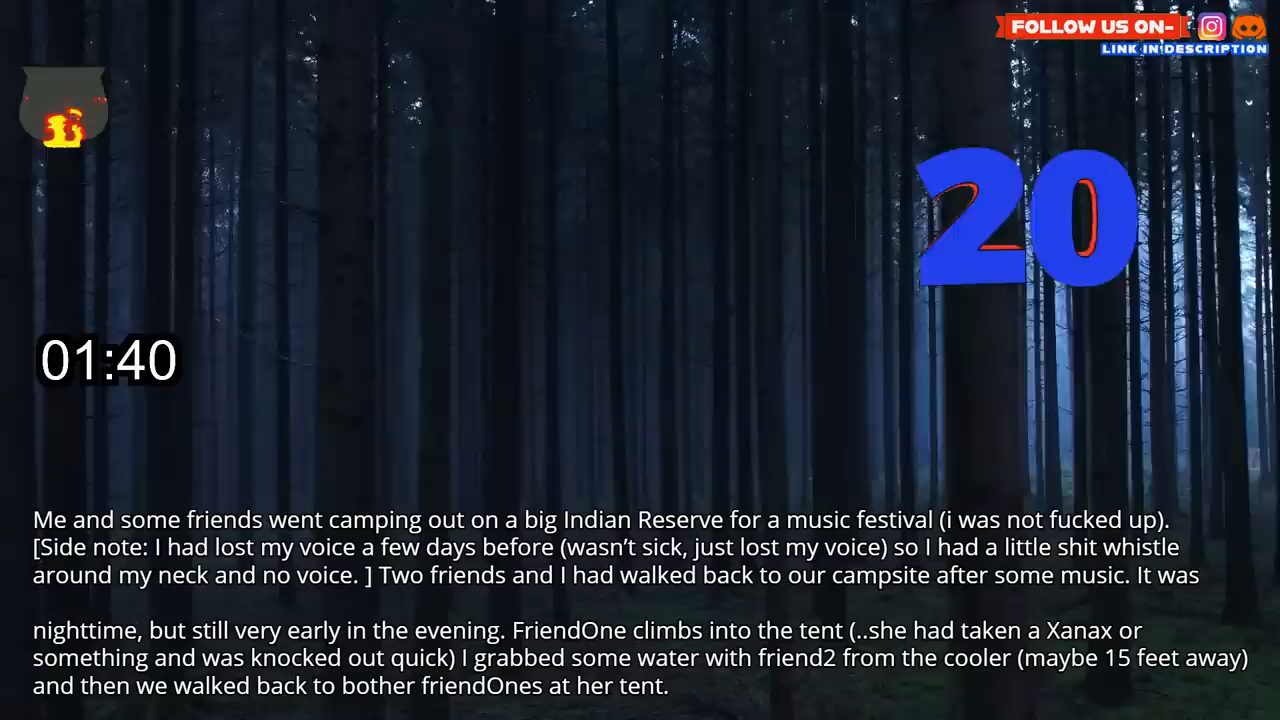 FOLLOW US ON-
LINK IN DESCRIPTION
20
01:40
Me and some friends went camping out on a big Indian Reserve for a music festival (i was not fucked up).
[Side note: I had lost my voice a few days before (wasn’t sick, just lost my voice) so I had a little shit whistle
around my neck and no voice. ] Two friends and I had walked back to our campsite after some music. It was
nighttime, but still very early in the evening. FriendOne climbs into the tent (..she had taken a Xanax or
something and was knocked out quick) I grabbed some water with friend2 from the cooler (maybe 15 feet away)
and then we walked back to bother friendOnes at her tent.